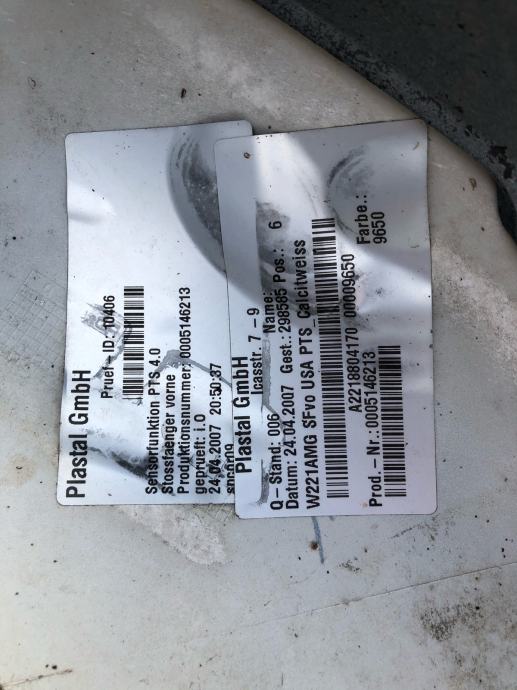 Plastal GmbH
Pruef - ID: 10406
Sensorfunktion PTS 4.0
Stosstaenger vorne
Produktionsnummer: 0005146213
geprueft: i.O
24.04.2007 20:50:37
Plastal GmbH
7 - 9
Q - Stand: 006 Name: 6
Datum: 24.04.2007 Gest.: 298585 Pos.:
W221AMG SFvo USA PTS_Calcitweiss
A2218804170 00009650
Prod. - Nr.: 0005146213
Farbe.:
9650